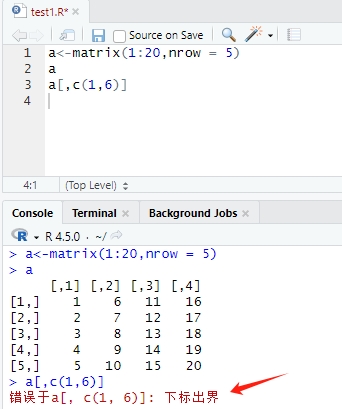 test1.R*
Source on Save
1 a<-matrix(1:20,nrow = 5)
2 a
3 a[,c(1,6)]
4
4:1 (Top Level)
Console Terminal Background Jobs
R 4.5.0 · ~/
> a<-matrix(1:20,nrow = 5)
> a
[,1] [,2] [,3] [,4]
[1,] 1 6 11 16
[2,] 2 7 12 17
[3,] 3 8 13 18
[4,] 4 9 14 19
[5,] 5 10 15 20
> a[,c(1,6)]
错误于a[, c(1, 6)]: 下标出界